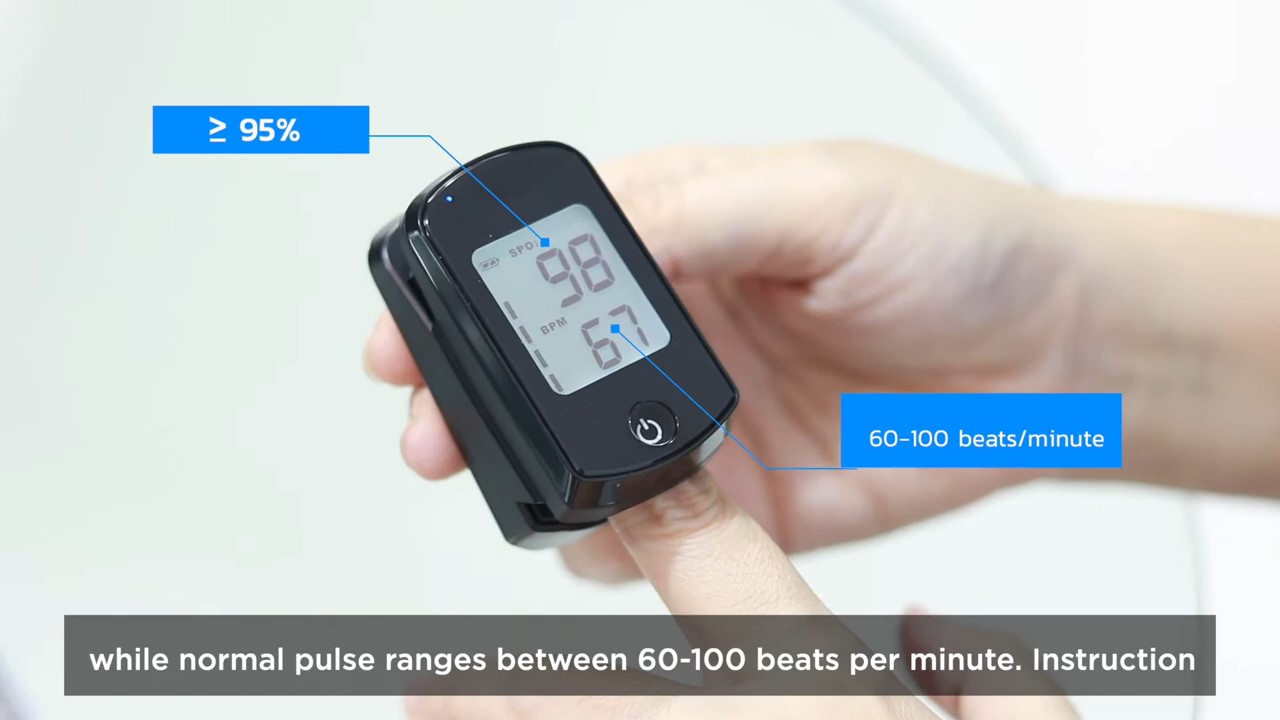 ≥ 95%
SPO₂
98
BPM
67
60-100 beats/minute
while normal pulse ranges between 60-100 beats per minute. Instruction